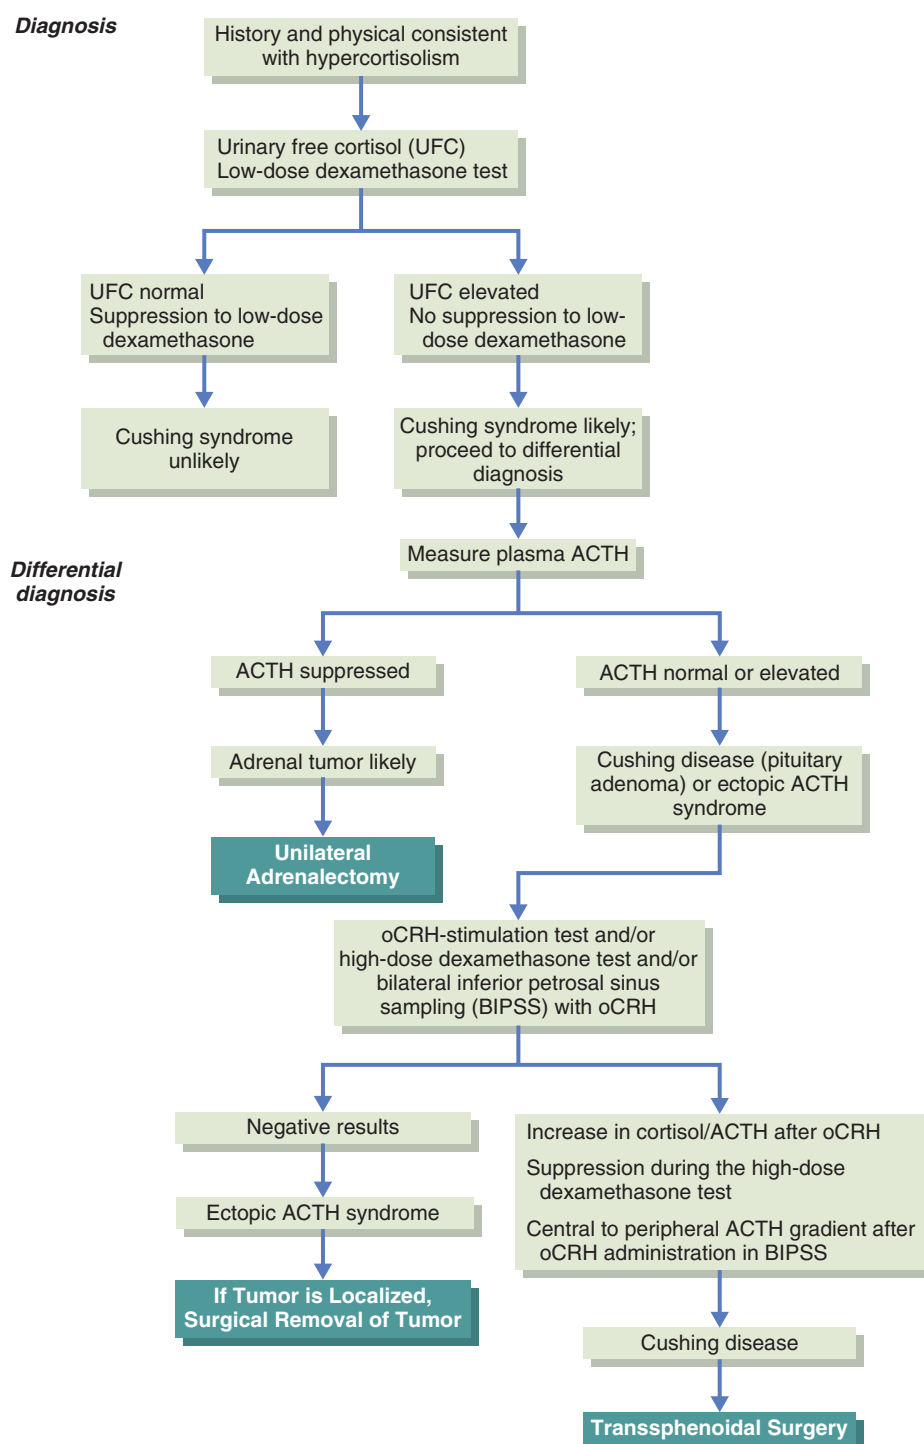 Diagnosis
History and physical consistent
with hypercortisolism
Urinary free cortisol (UFC)
Low-dose dexamethasone test
UFC normal
Suppression to low-dose
dexamethasone
UFC elevated
No suppression to low-
dose dexamethasone
Cushing syndrome
unlikely
Cushing syndrome likely;
proceed to differential
diagnosis
Measure plasma ACTH
Differential
diagnosis
ACTH suppressed
ACTH normal or elevated
Adrenal tumor likely
Cushing disease (pituitary
adenoma) or ectopic ACTH
syndrome
Unilateral
Adrenalectomy
oCRH-stimulation test and/or
high-dose dexamethasone test and/or
bilateral inferior petrosal sinus
sampling (BIPSS) with oCRH
Negative results
Increase in cortisol/ACTH after oCRH
Suppression during the high-dose
dexamethasone test
Central to peripheral ACTH gradient after
oCRH administration in BIPSS
Ectopic ACTH syndrome
If Tumor is Localized,
Surgical Removal of Tumor
Cushing disease
Transsphenoidal Surgery